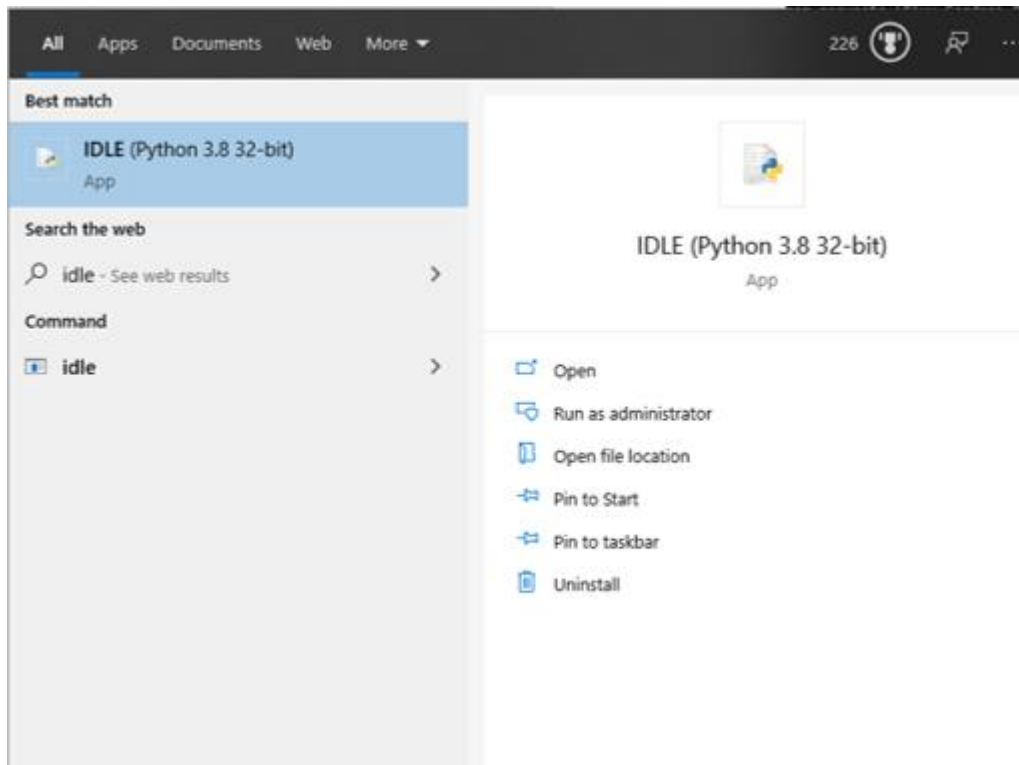 All Apps Documents Web More 226
Best match
IDLE (Python 3.8 32-bit)
App
Search the web
idle - See web results
Command
idle
IDLE (Python 3.8 32-bit)
App
Open
Run as administrator
Open file location
Pin to Start
Pin to taskbar
Uninstall